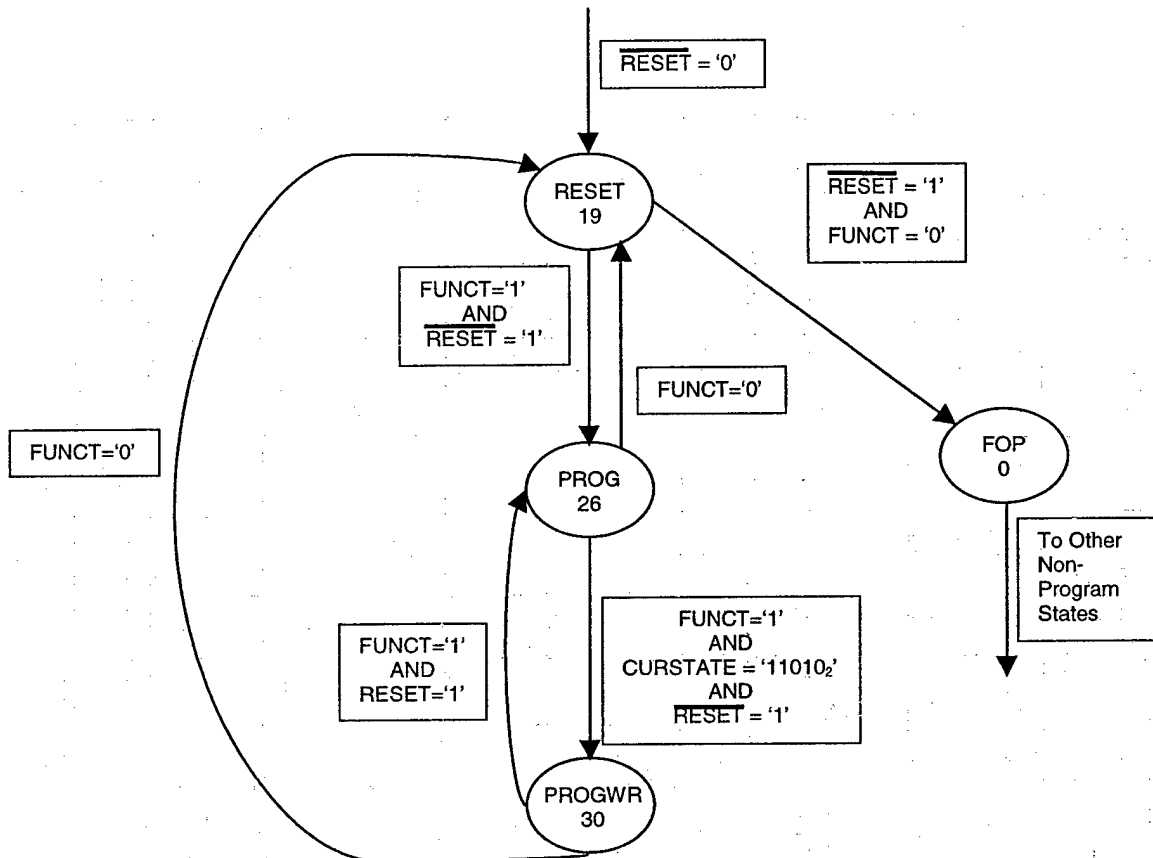 RESET = '0'
RESET
19
RESET = '1'
AND
FUNCT = '0'
FUNCT='1'
AND
RESET = '1'
FUNCT='0'
FUNCT='0'
FOP
0
PROG
26
To Other
Non-
Program
States
FUNCT='1'
AND
RESET='1'
FUNCT='1'
AND
CURSTATE = '11010₂'
AND
RESET = '1'
PROGWR
30